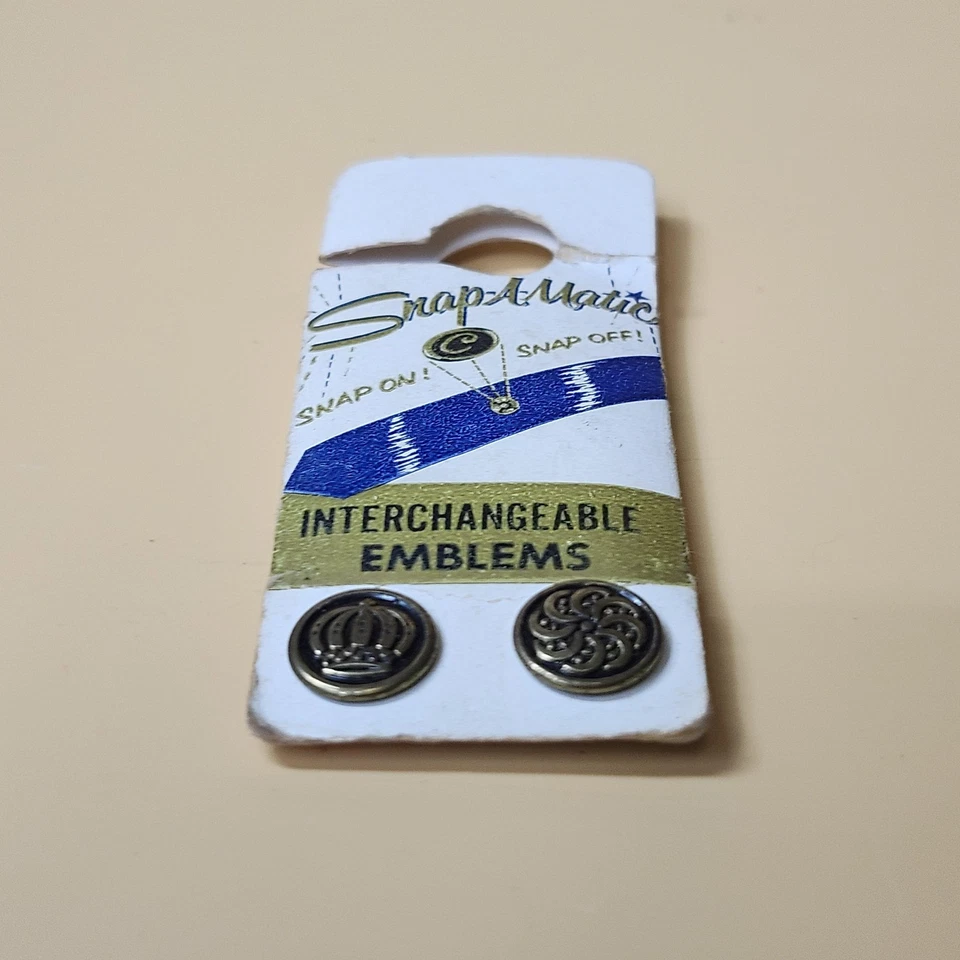 Snap-A-Matic
C
SNAP ON! SNAP OFF!
INTERCHANGEABLE
EMBLEMS